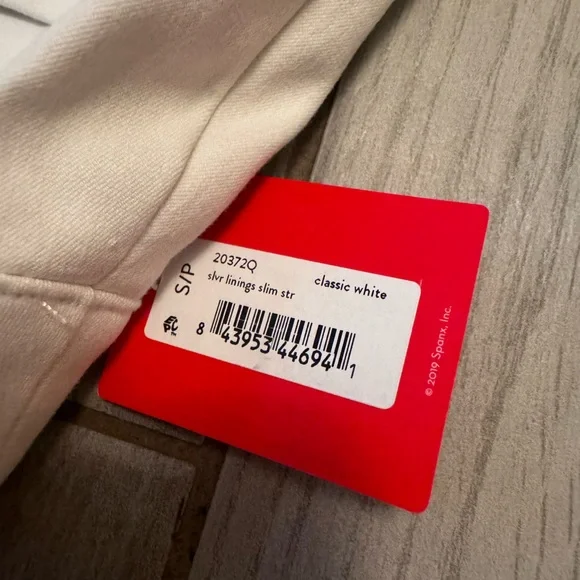 S/P
20372Q
classic white
slvr linings slim str
8 43953 44694 1
© 2019 Spanx, Inc.